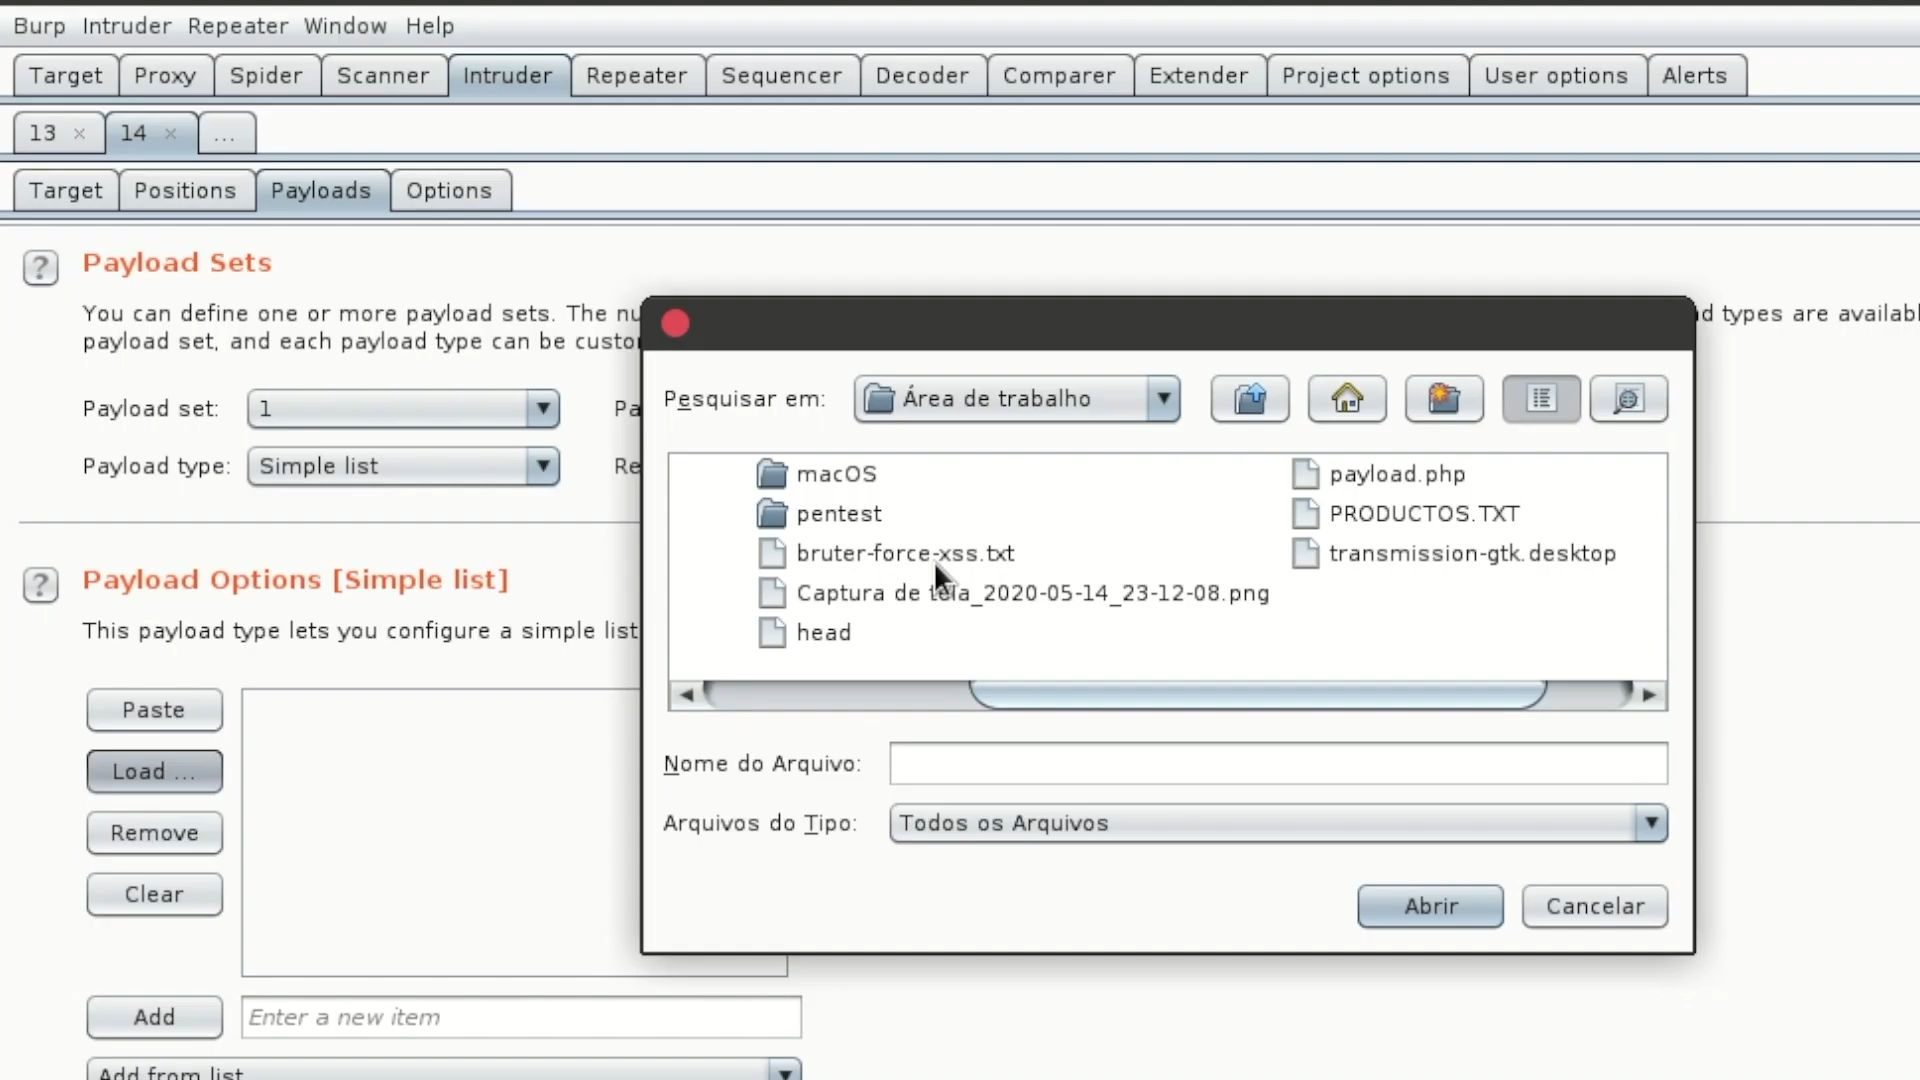 Burp Intruder Repeater Window Help
Target Proxy Spider Scanner Intruder Repeater Sequencer Decoder Comparer Extender Project options User options Alerts
13 × 14 × ...
Target Positions Payloads Options
? Payload Sets
You can define one or more payload sets. The nu
d types are availabl
payload set, and each payload type can be custo
Payload set: 1
Pa
Payload type: Simple list
Re
? Payload Options [Simple list]
This payload type lets you configure a simple list
Paste
Load ...
Remove
Clear
Add
Enter a new item
Add from list
Pesquisar em: Área de trabalho
macOS
pentest
bruter-force-xss.txt
Captura de tela_2020-05-14_23-12-08.png
head
payload.php
PRODUCTOS.TXT
transmission-gtk.desktop
Nome do Arquivo:
Arquivos do Tipo: Todos os Arquivos
Abrir Cancelar